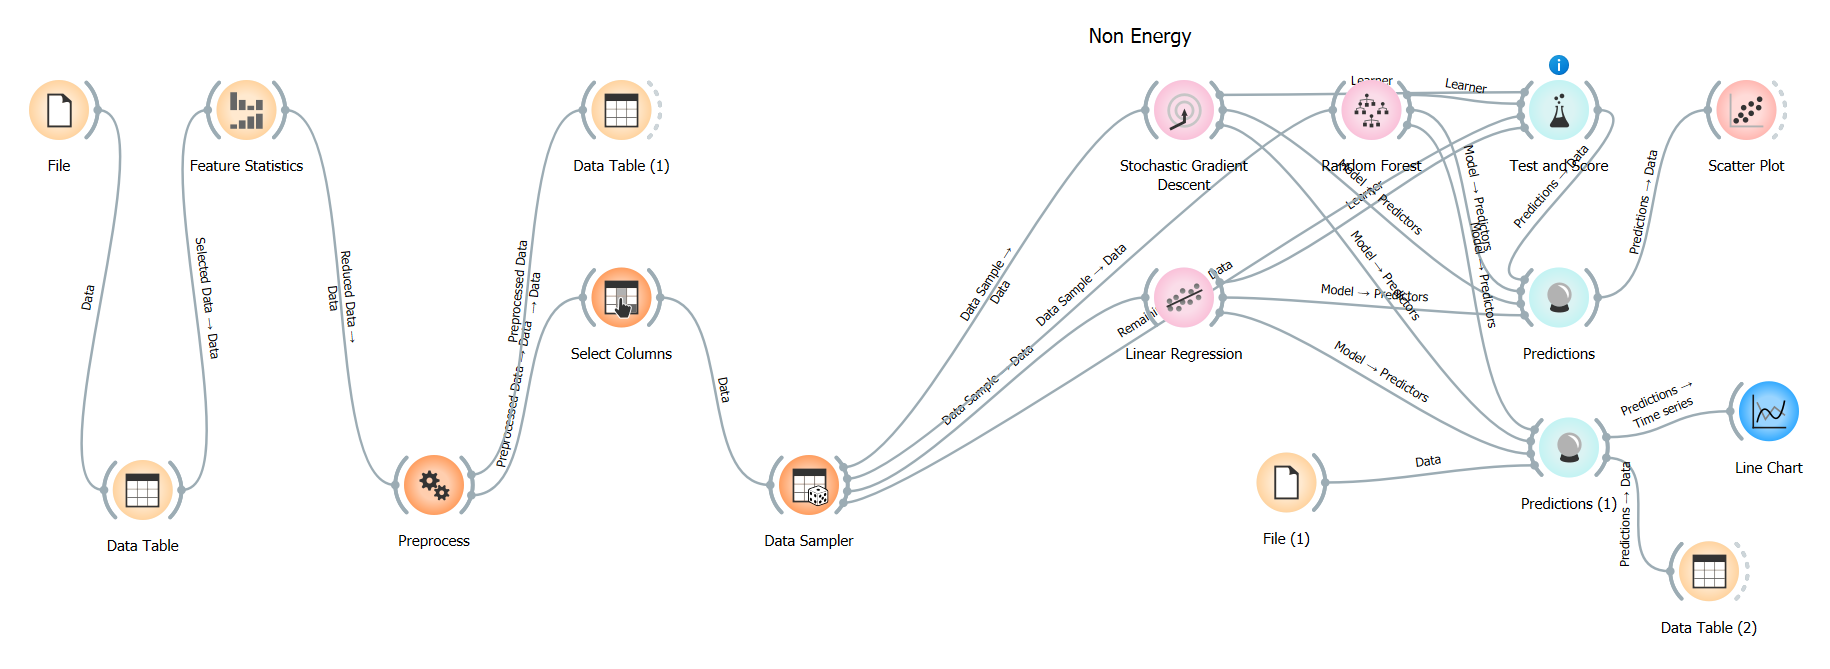 Non Energy
Learner
Learner
File
Feature Statistics
Data Table (1)
Stochastic Gradient
Descent
Random Forest
Test and Score
Scatter Plot
Data
Selected Data → Data
Reduced Data →
Data
Preprocessed Data
Preprocessed Data → Data → Data
Select Columns
Data
Data Sample →
Data
Data Sample → Data
Data Sample → Data
Data
Learner
Model → Predictors
Model → Predictors
Model → Predictors
Model → Predictors
Predictions → Data
Predictions → Data
Model → Predictors
Linear Regression
Predictions
Model → Predictors
Predictions →
Time series
Line Chart
Data Table
Preprocess
Data Sampler
File (1)
Data
Predictions (1)
Predictions → Data
Data Table (2)